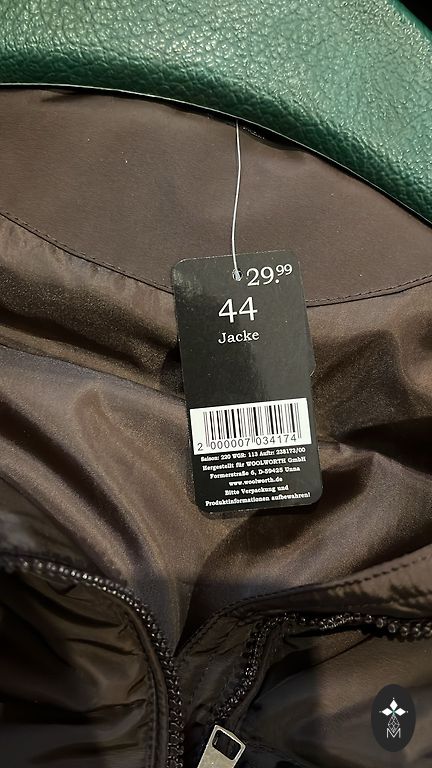 29.99
44
Jacke
2 000007 034174
Saison: 220 WGR: 113 Auftr: 238173/00
Hergestellt für WOOLWORTH GmbH
Formerstraße 6, D-59425 Unna
www.woolworth.de
Bitte Verpackung und
Produktinformationen aufbewahren!
M